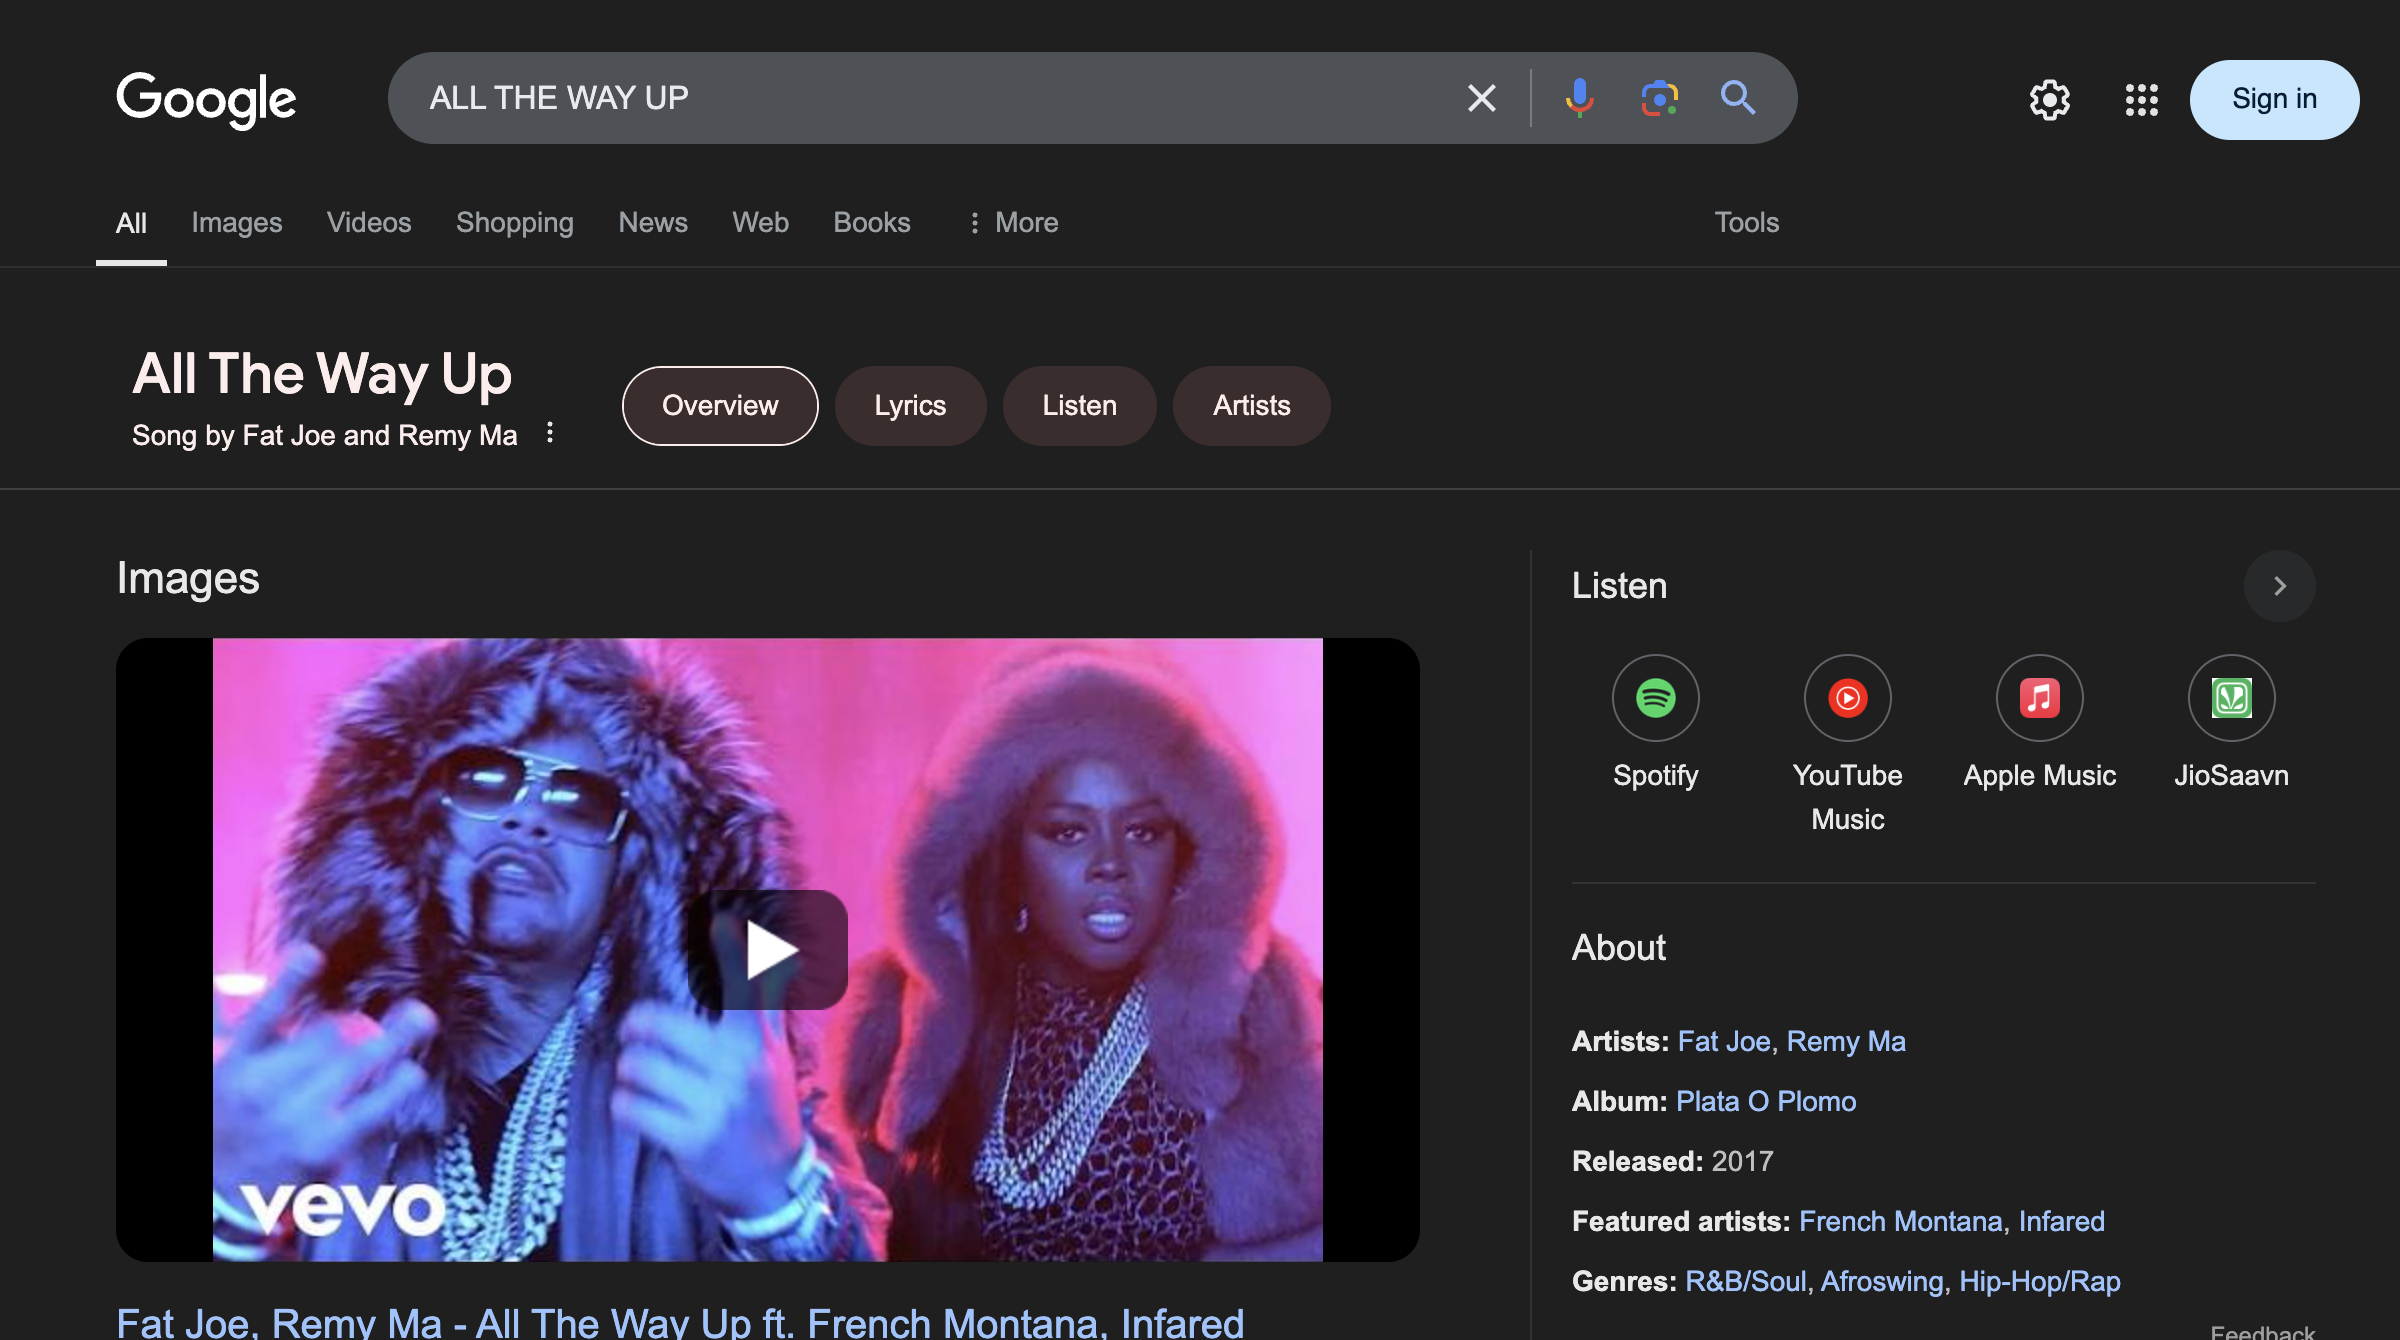 Google
ALL THE WAY UP
Sign in
All Images Videos Shopping News Web Books More Tools
All The Way Up
Song by Fat Joe and Remy Ma
Overview Lyrics Listen Artists
Images
vevo
Fat Joe, Remy Ma - All The Way Up ft. French Montana, Infared
Listen
Spotify
YouTube
Music
Apple Music
JioSaavn
About
Artists: Fat Joe, Remy Ma
Album: Plata O Plomo
Released: 2017
Featured artists: French Montana, Infared
Genres: R&B/Soul, Afroswing, Hip-Hop/Rap
Feedback